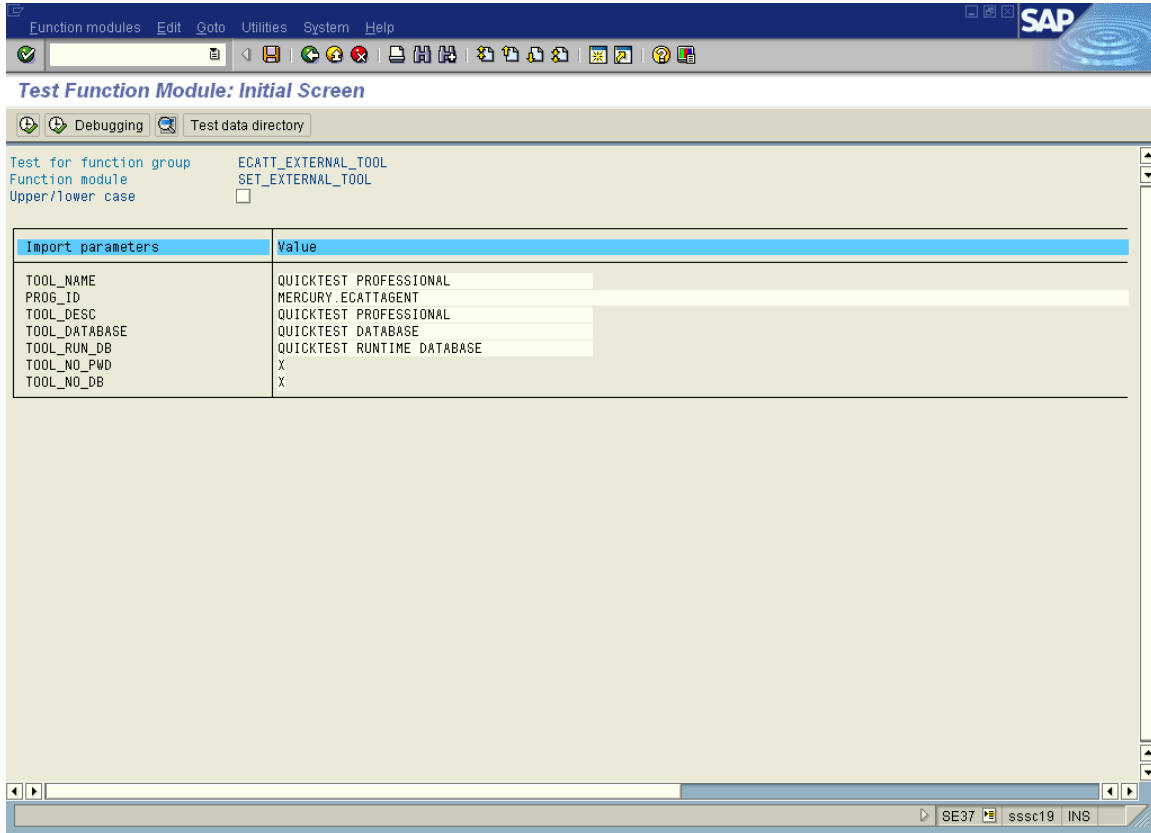 Function modules Edit Goto Utilities System Help
SAP
Test Function Module: Initial Screen
Debugging Test data directory
Test for function group ECATT_EXTERNAL_TOOL
Function module SET_EXTERNAL_TOOL
Upper/lower case
Import parameters Value
TOOL_NAME QUICKTEST PROFESSIONAL
PROG_ID MERCURY.ECATTAGENT
TOOL_DESC QUICKTEST PROFESSIONAL
TOOL_DATABASE QUICKTEST DATABASE
TOOL_RUN_DB QUICKTEST RUNTIME DATABASE
TOOL_NO_PWD X
TOOL_NO_DB X
SE37 sssc19 INS